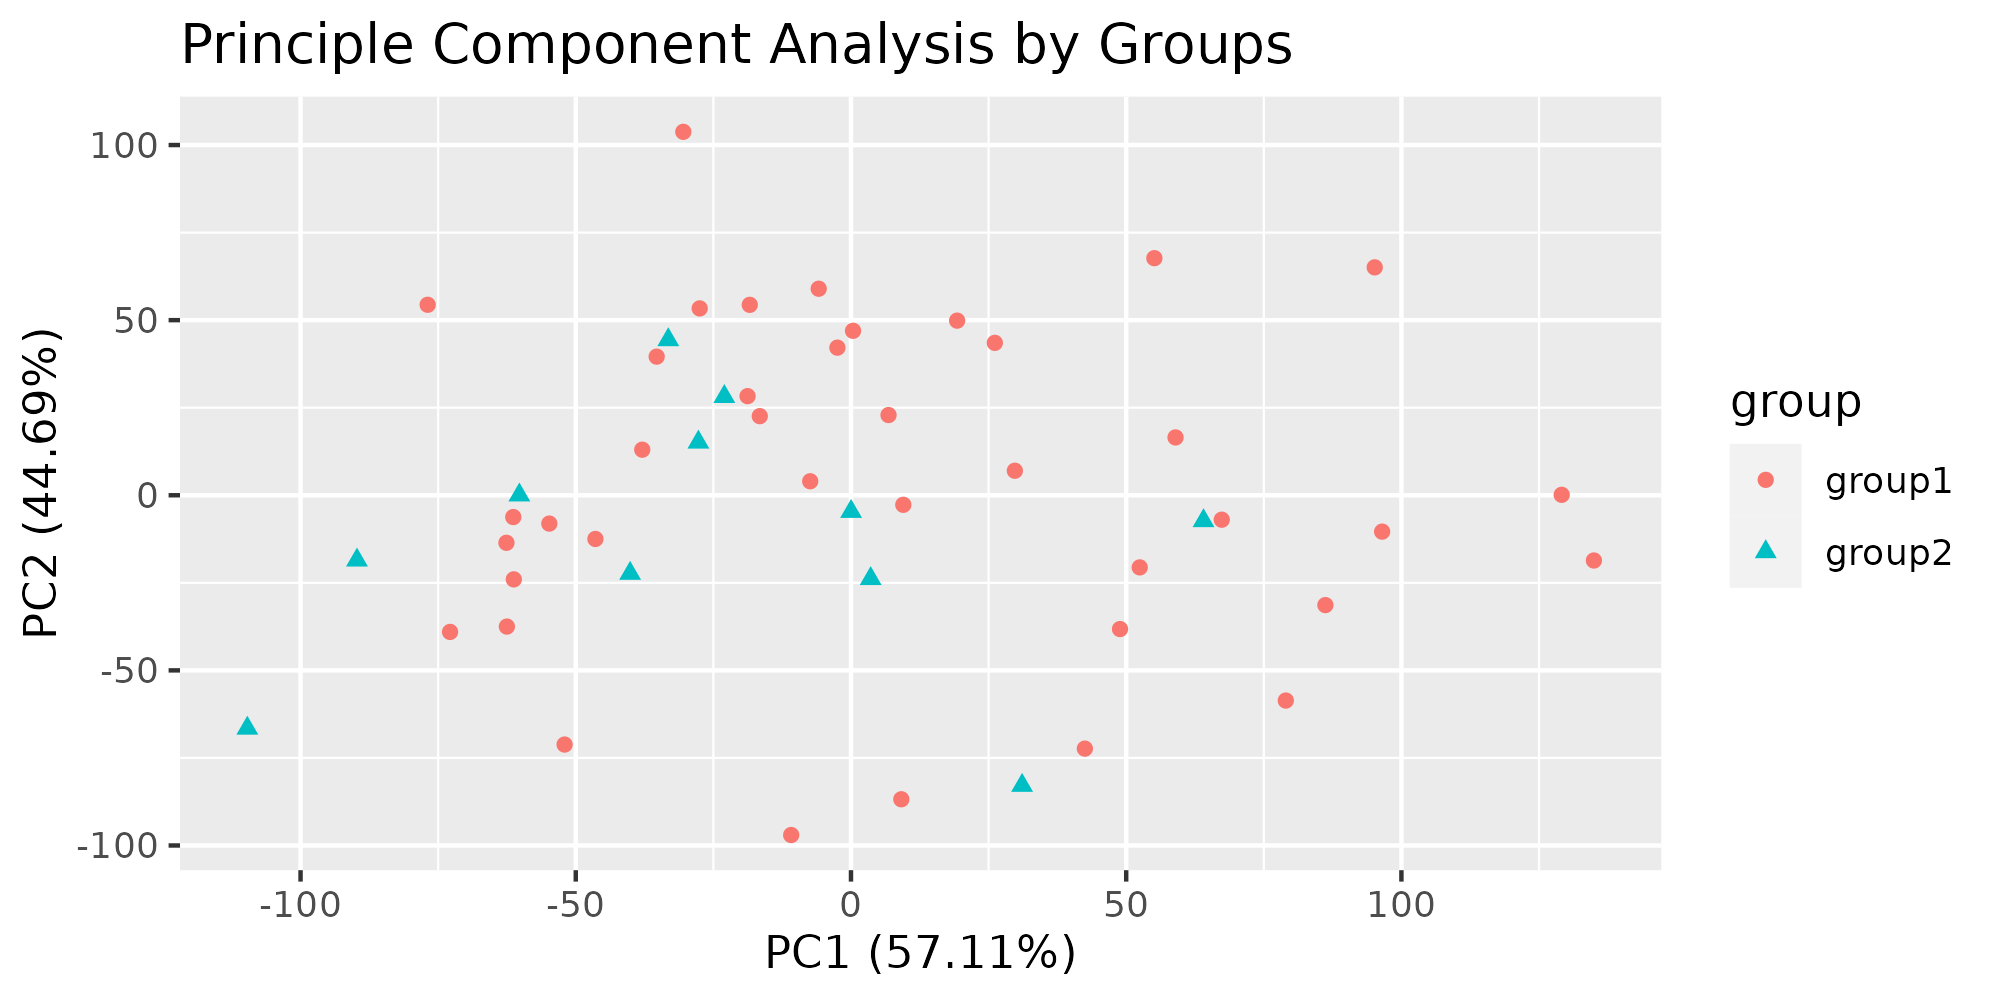 Principle Component Analysis by Groups
100
50
0
-50
-100
PC2 (44.69%)
-100
-50
0
50
100
PC1 (57.11%)
group
group1
group2